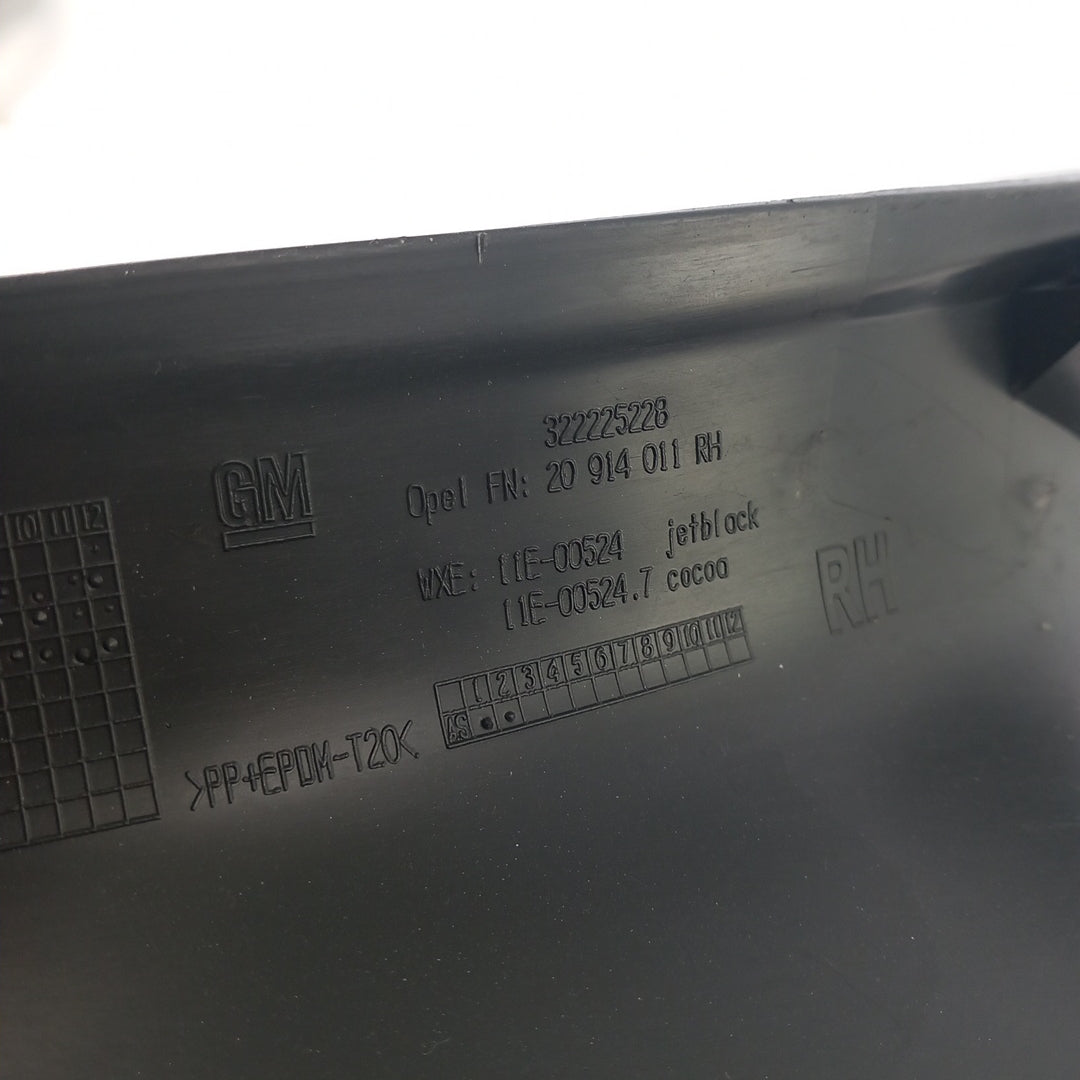 GM
322225228
Opel FN: 20 914 011 RH
WXE: 11E-00524 jetblack
11E-00524.7 cocoa
RH
10 11 12
1 2 3 4 5 6 7 8 9 10 11 12
ÄS
>PP+EPDM-T20<